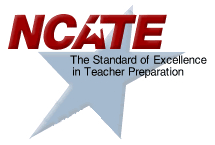 NCATE
The Standard of Excellence
in Teacher Preparation